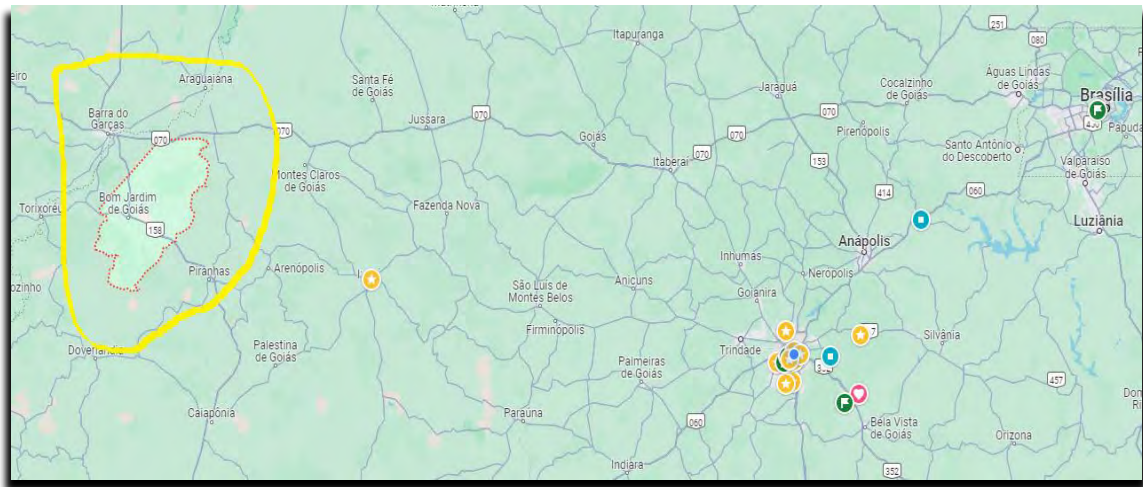 251
Itapuranga
080
Araguaiana
Santa Fé
de Goiás
Jaraguá
Cocalzinho
de Goiás
Águas Lindas
de Goiás
Brasília
Barra do
Garças
070
070
Jussara
070
Goiás
070
070
Pirenópolis
Papuda
Itaberaí
070
153
Santo Antônio
do Descoberto
Valparaíso
de Goiás
Montes Claros
de Goiás
414
060
Torixoréu
Bom Jardim
de Goiás
158
Fazenda Nova
Luziânia
Anápolis
Inhumas
Nerópolis
Piranhas
Arenópolis
São Luís de
Montes Belos
Anicuns
Goianira
Firminópolis
Trindade
Silvânia
Doverlândia
Palestina
de Goiás
Palmeiras
de Goiás
457
Caiapônia
Paraúna
060
Bela Vista
de Goiás
Orizona
Indiara
352